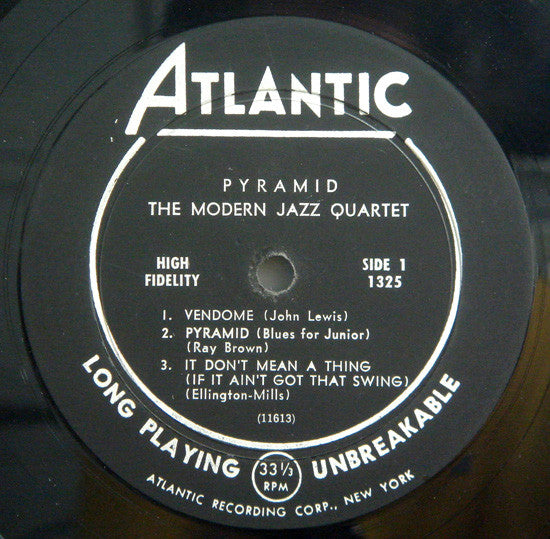 ATLANTIC
PYRAMID
THE MODERN JAZZ QUARTET
HIGH FIDELITY
SIDE 1
1325
1. VENDOME (John Lewis)
2. PYRAMID (Blues for Junior)
(Ray Brown)
3. IT DON'T MEAN A THING
(IF IT AIN'T GOT THAT SWING)
(Ellington-Mills)
(11613)
LONG PLAYING 33 1/3 RPM UNBREAKABLE
ATLANTIC RECORDING CORP., NEW YORK